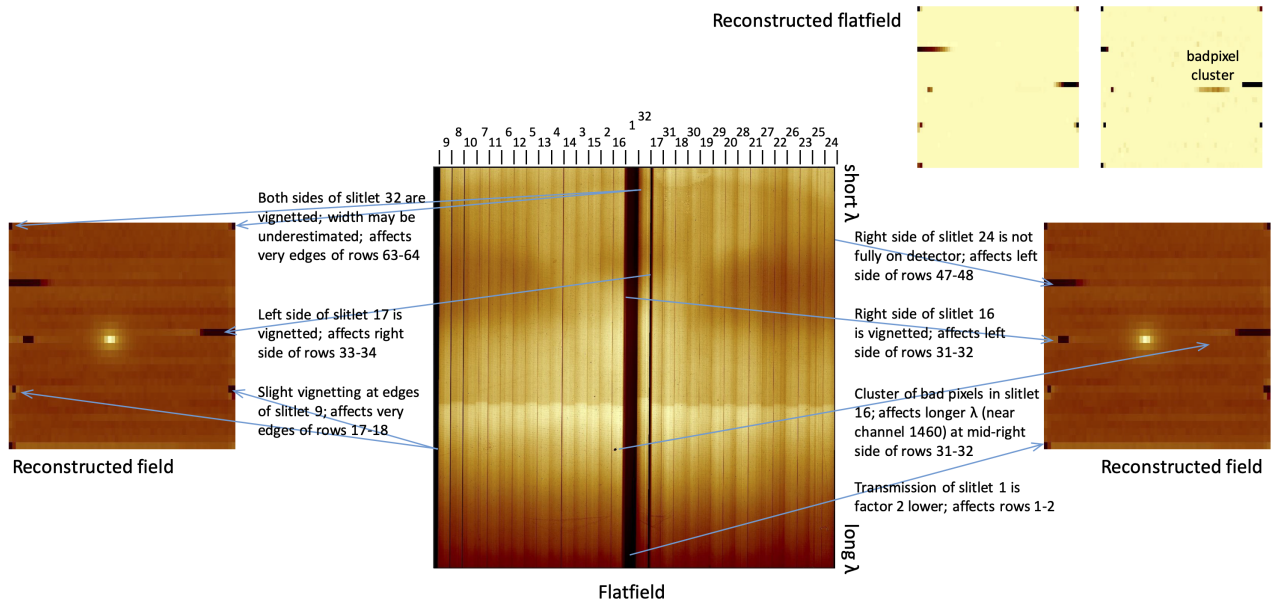 Reconstructed flatfield
badpixel
cluster
32
1
8 7 6 5 4 3 2 31 30 29 28 27 26 25
9 10 11 12 13 14 15 16 17 18 19 20 21 22 23 24
short λ
Both sides of slitlet 32 are
vignetted; width may be
underestimated; affects
very edges of rows 63-64
Left side of slitlet 17 is
vignetted; affects right
side of rows 33-34
Slight vignetting at edges
of slitlet 9; affects very
edges of rows 17-18
Reconstructed field
Right side of slitlet 24 is not
fully on detector; affects left
side of rows 47-48
Right side of slitlet 16
is vignetted; affects left
side of rows 31-32
Cluster of bad pixels in slitlet
16; affects longer λ (near
channel 1460) at mid-right
side of rows 31-32
Transmission of slitlet 1 is
factor 2 lower; affects rows 1-2
Reconstructed field
long λ
Flatfield